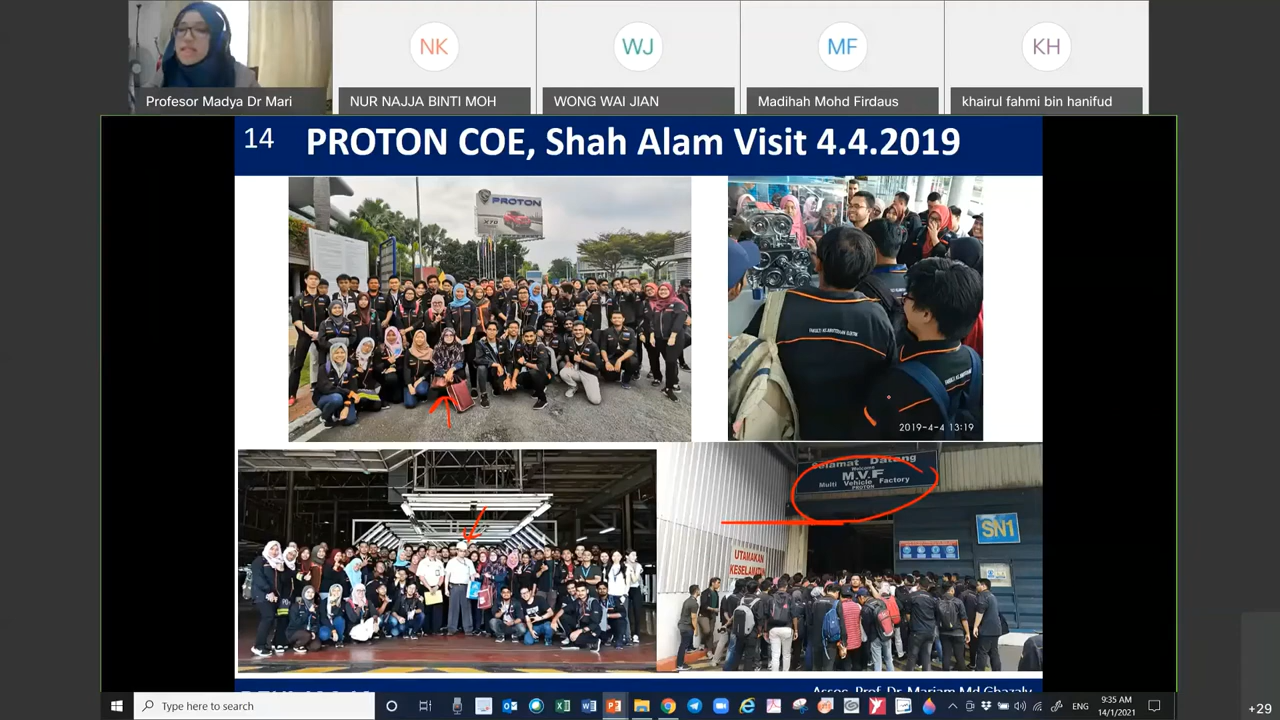 NK
WJ
MF
KH
Profesor Madya Dr Mari
NUR NAJJA BINTI MOH
WONG WAI JIAN
Madihah Mohd Firdaus
khairul fahmi bin hanifud
14
PROTON COE, Shah Alam Visit 4.4.2019
PROTON
X70
2019-4-4 13:19
Selamat Datang
Welcome
M.V.F
Multi Vehicle Factory
PROTON
SN1
UTAMAKAN
KESELAMATAN
Assoc. Prof. Dr. Mariam Md Ghazaly
Type here to search
ENG
9:35 AM
14/1/2021
+29